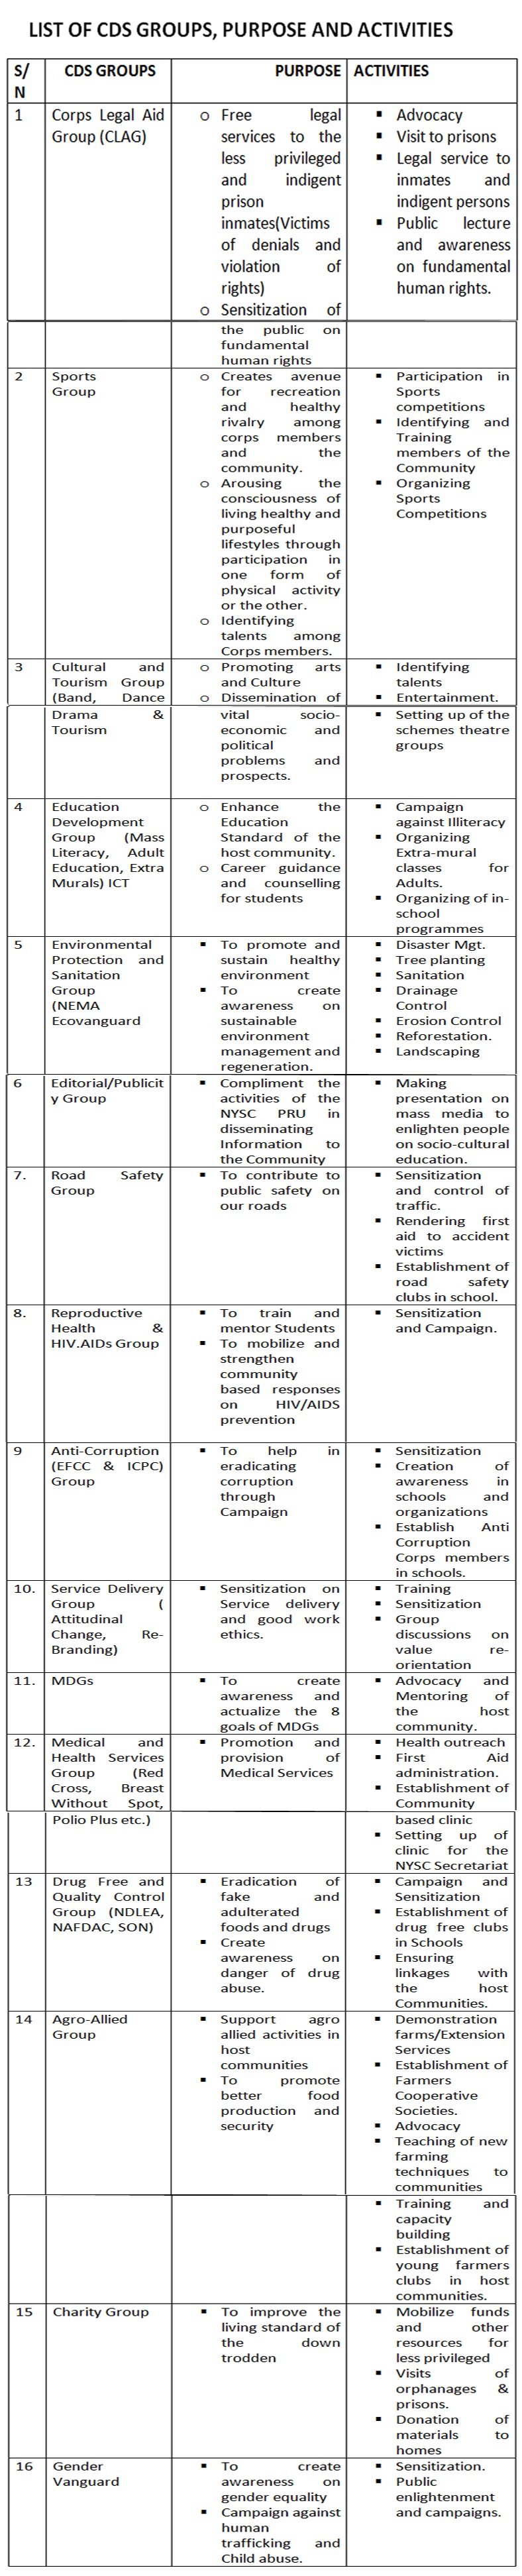 LIST OF CDS GROUPS, PURPOSE AND ACTIVITIES
S/
N
CDS GROUPS
PURPOSE
ACTIVITIES
1
Corps Legal Aid
Group (CLAG)
o Free legal
services to the
less privileged
and indigent
prison
inmates(Victims
of denials and
violation of
rights)
o Sensitization of
the public on
fundamental
human rights
▪ Advocacy
▪ Visit to prisons
▪ Legal service to
inmates and
indigent persons
▪ Public lecture
and awareness
on fundamental
human rights.
2
Sports
Group
o Creates avenue
for recreation
and healthy
rivalry among
corps members
and the
community.
o Arousing the
consciousness of
living healthy and
purposeful
lifestyles through
participation in
one form of
physical activity
or the other.
o Identifying
talents among
Corps members.
▪ Participation in
Sports
competitions
▪ Identifying and
Training
members of the
Community
▪ Organizing
Sports
Competitions
3
Cultural and
Tourism Group
(Band, Dance
Drama &
Tourism
o Promoting arts
and Culture
o Dissemination of
vital socio-
economic and
political
problems and
prospects.
▪ Identifying
talents
▪ Entertainment.
▪ Setting up of the
schemes theatre
groups
4
Education
Development
Group (Mass
Literacy, Adult
Education, Extra
Murals) ICT
o Enhance the
Education
Standard of the
host community.
o Career guidance
and counselling
for students
▪ Campaign
against Illiteracy
▪ Organizing
Extra-mural
classes for
Adults.
▪ Organizing of in-
school
programmes
5
Environmental
Protection and
Sanitation
Group
(NEMA
Ecovanguard
▪ To promote and
sustain healthy
environment
▪ To create
awareness on
sustainable
environment
management and
regeneration.
▪ Disaster Mgt.
▪ Tree planting
▪ Sanitation
▪ Drainage
Control
▪ Erosion Control
▪ Reforestation.
▪ Landscaping
6
Editorial/Publicit
y Group
▪ Compliment the
activities of the
NYSC PRU in
disseminating
Information to
the Community
▪ Making
presentation on
mass media to
enlighten people
on socio-cultural
education.
7.
Road Safety
Group
▪ To contribute to
public safety on
our roads
▪ Sensitization
and control of
traffic.
▪ Rendering first
aid to accident
victims
▪ Establishment of
road safety
clubs in school.
8.
Reproductive
Health &
HIV.AIDs Group
▪ To train and
mentor Students
▪ To mobilize and
strengthen
community
based responses
on HIV/AIDS
prevention
▪ Sensitization
and Campaign.
9
Anti-Corruption
(EFCC & ICPC)
Group
▪ To help in
eradicating
corruption
through
Campaign
▪ Sensitization
▪ Creation of
awareness in
schools and
organizations
▪ Establish Anti
Corruption
Corps members
in schools.
10.
Service Delivery
Group (
Attitudinal
Change, Re-
Branding)
▪ Sensitization on
Service delivery
and good work
ethics.
▪ Training
▪ Sensitization
▪ Group
discussions on
value re-
orientation
11.
MDGs
▪ To create
awareness and
actualize the 8
goals of MDGs
▪ Advocacy and
Mentoring of
the host
community.
12.
Medical and
Health Services
Group (Red
Cross, Breast
Without Spot,
Polio Plus etc.)
▪ Promotion and
provision of
Medical Services
▪ Health outreach
▪ First Aid
administration.
▪ Establishment of
Community
based clinic
▪ Setting up of
clinic for the
NYSC Secretariat
13
Drug Free and
Quality Control
Group (NDLEA,
NAFDAC, SON)
▪ Eradication of
fake and
adulterated
foods and drugs
▪ Create
awareness on
danger of drug
abuse.
▪ Campaign and
Sensitization
▪ Establishment of
drug free clubs
in Schools
▪ Ensuring
linkages with
the host
Communities.
14
Agro-Allied
Group
▪ Support agro
allied activities in
host
communities
▪ To promote
better food
production and
security
▪ Demonstration
farms/Extension
Services
▪ Establishment of
Farmers
Cooperative
Societies.
▪ Advocacy
▪ Teaching of new
farming
techniques to
communities
▪ Training and
capacity
building
▪ Establishment of
young farmers
clubs in host
communities.
15
Charity Group
▪ To improve the
living standard of
the down
trodden
▪ Mobilize funds
and other
resources for
less privileged
▪ Visits of
orphanages &
prisons.
▪ Donation of
materials to
homes
16
Gender
Vanguard
▪ To create
awareness on
gender equality
▪ Campaign against
human
trafficking and
Child abuse.
▪ Sensitization.
▪ Public
enlightenment
and campaigns.